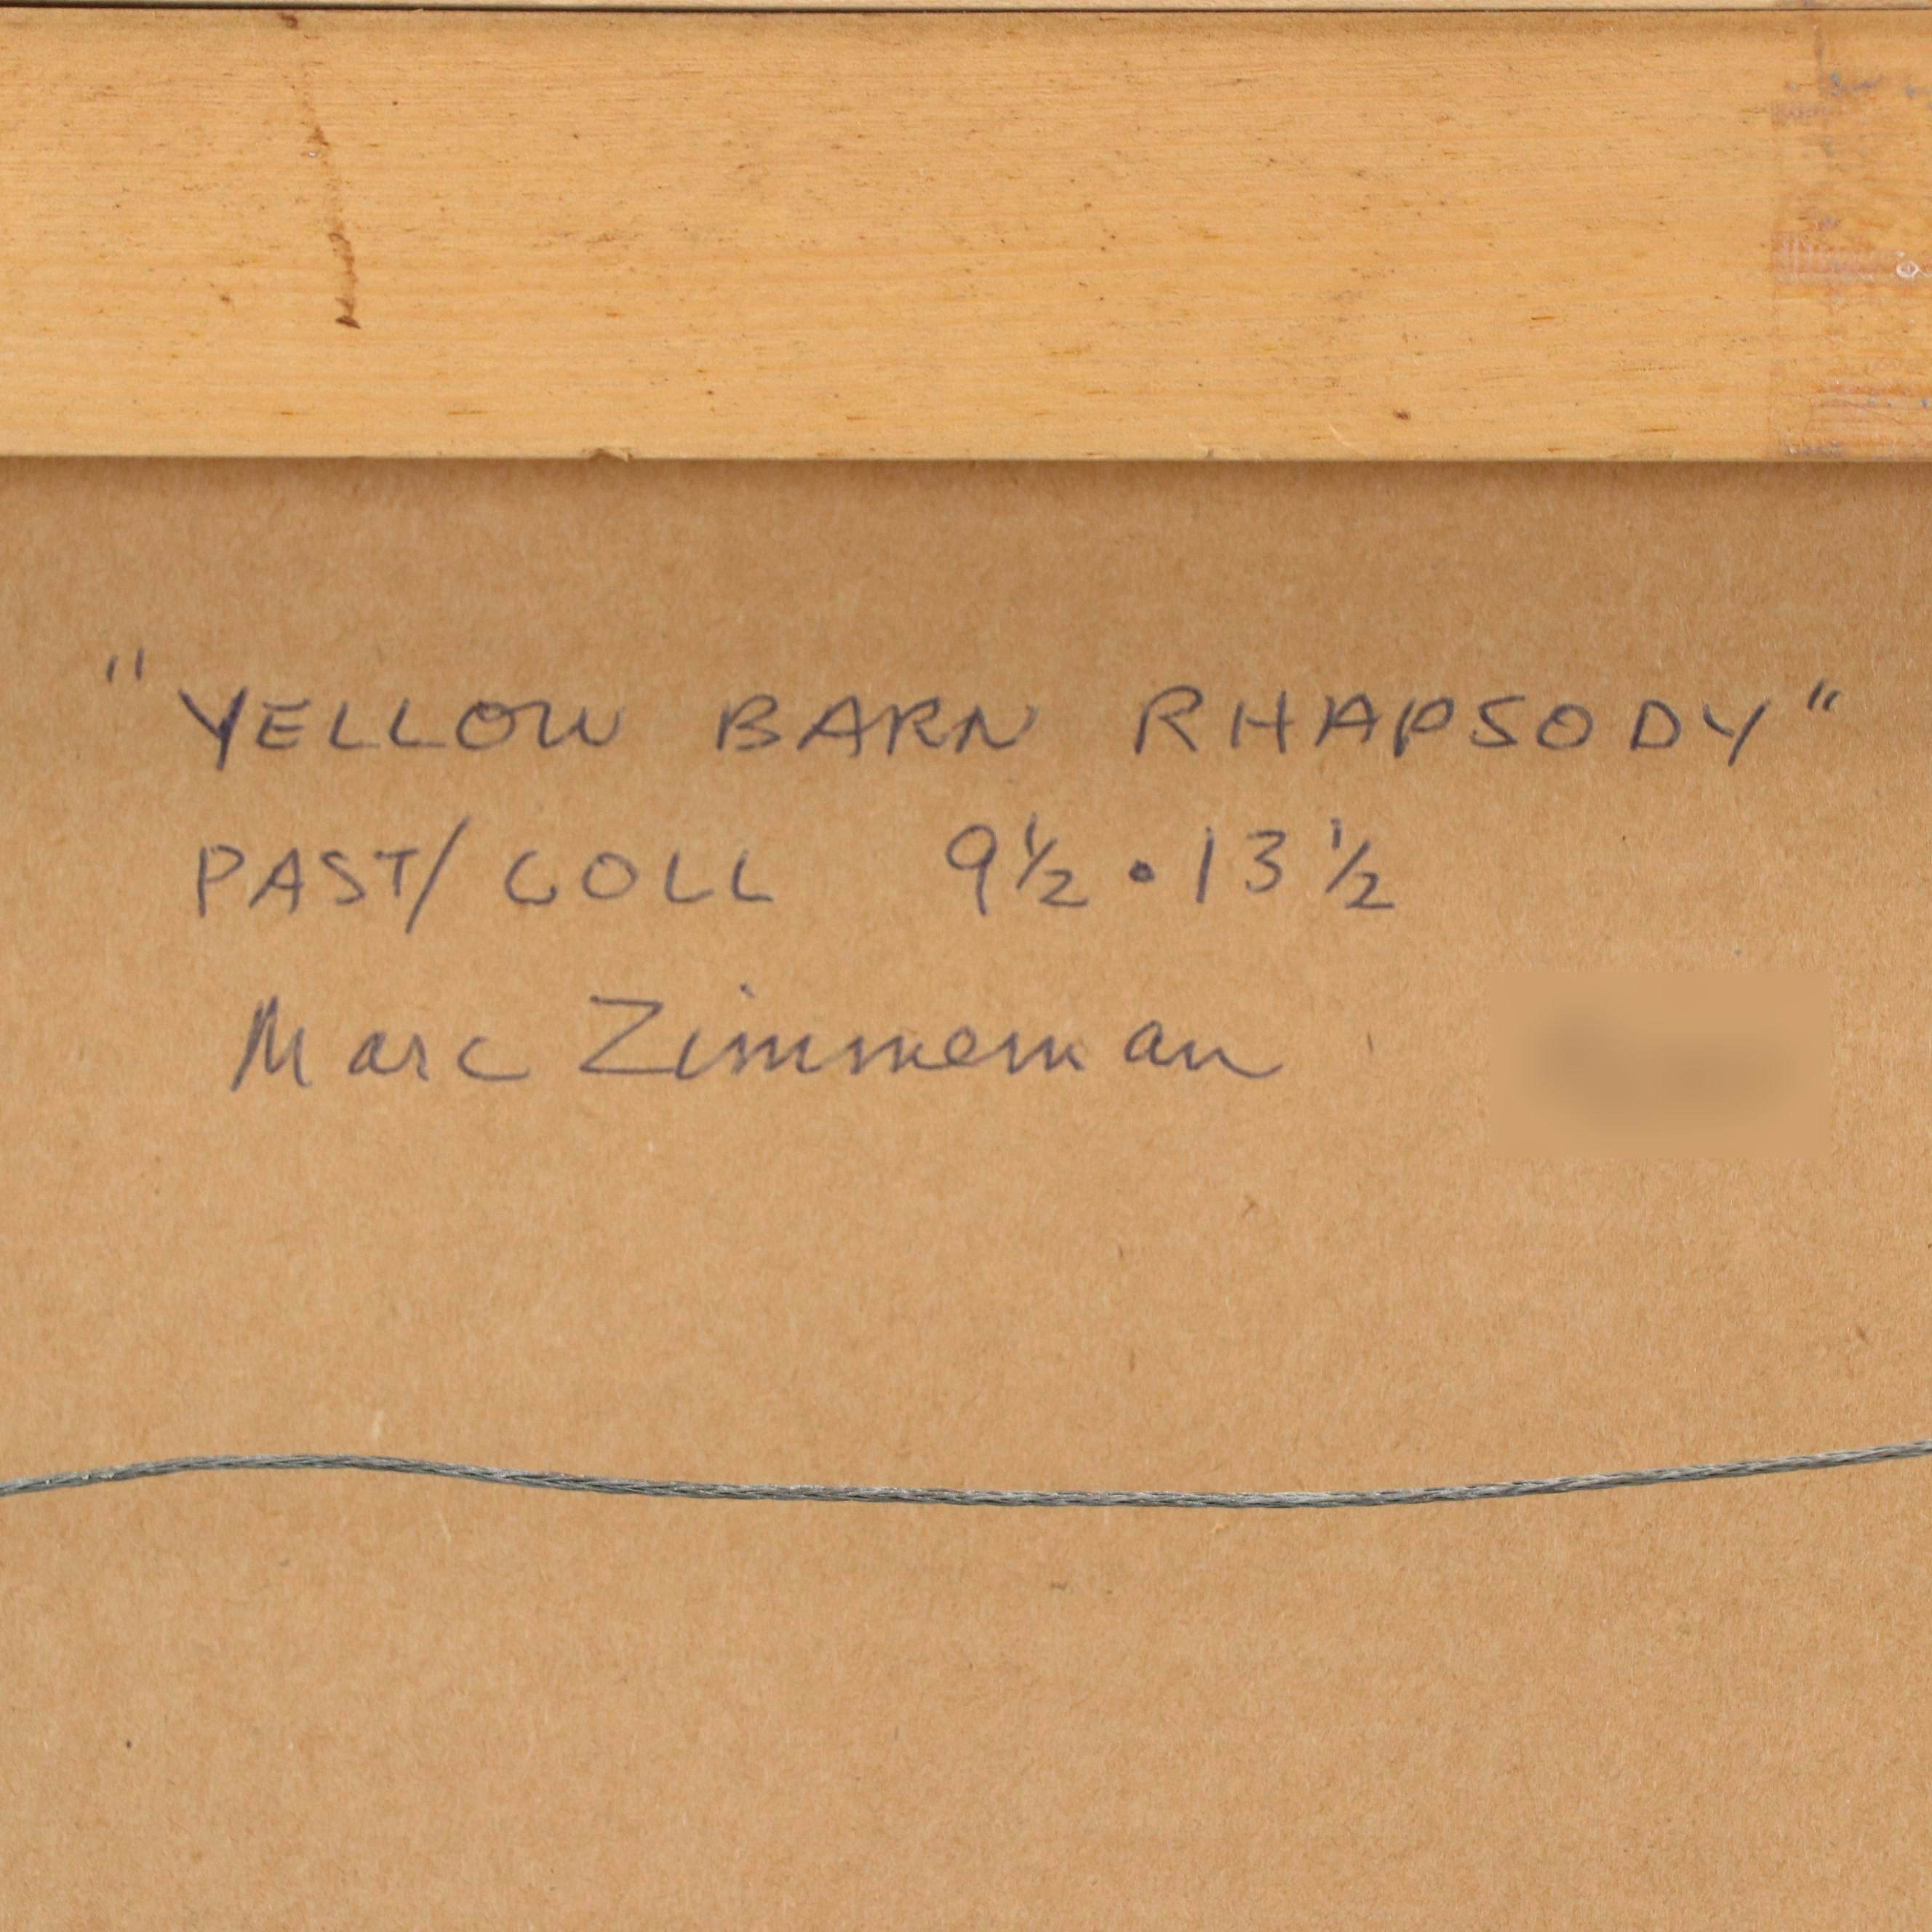 "YELLOW BARN RHAPSODY"
PAST/COLL 9½ • 13½
Marc Zimmerman